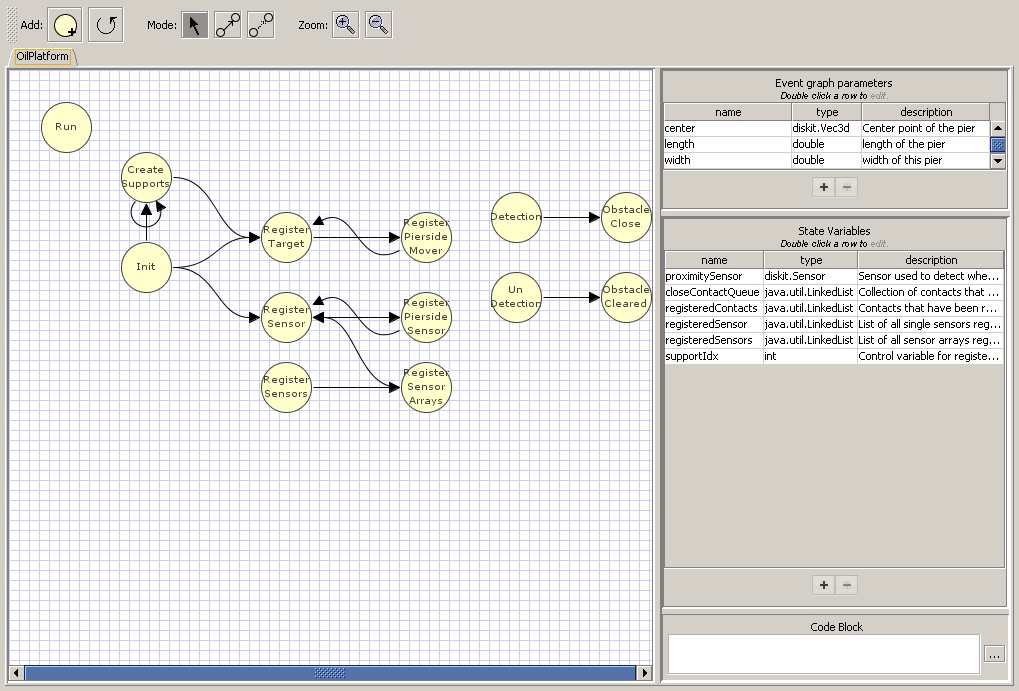 Add:
Mode:
Zoom:
OilPlatform
Run
Create
Supports
Init
Register
Target
Register
Pierside
Mover
Register
Sensor
Register
Pierside
Sensor
Register
Sensors
Register
Sensor
Arrays
Detection
Obstacle
Close
Un
Detection
Obstacle
Cleared
Event graph parameters
Double click a row to edit.
name type description
center diskit.Vec3d Center point of the pier
length double length of the pier
width double width of this pier
+ −
State Variables
Double click a row to edit.
name type description
proximitySensor diskit.Sensor Sensor used to detect whe...
closeContactQueue java.util.LinkedList Collection of contacts that ...
registeredContacts java.util.LinkedList Contacts that have been r...
registeredSensor java.util.LinkedList List of all single sensors reg...
registeredSensors java.util.LinkedList List of all sensor arrays reg...
supportIdx int Control variable for registe...
+ −
Code Block
...